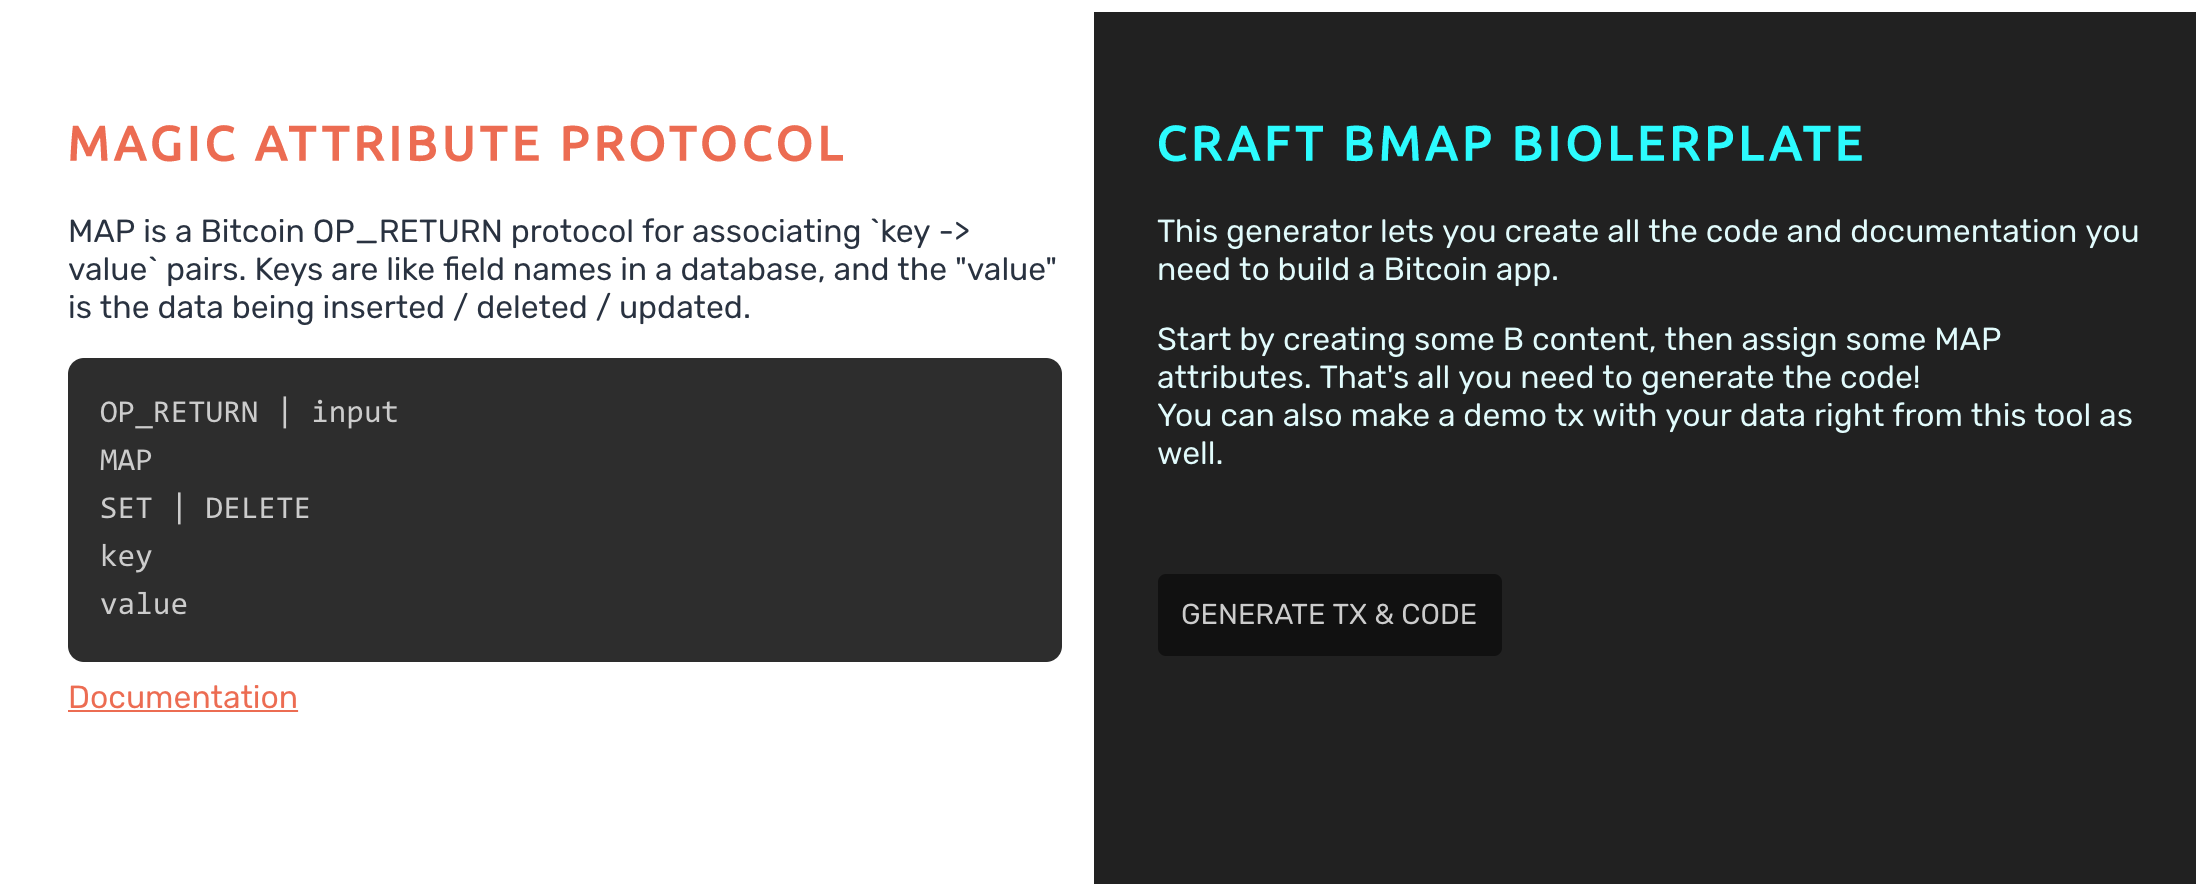 MAGIC ATTRIBUTE PROTOCOL
MAP is a Bitcoin OP_RETURN protocol for associating `key ->
value` pairs. Keys are like field names in a database, and the "value"
is the data being inserted / deleted / updated.
OP_RETURN | input
MAP
SET | DELETE
key
value
Documentation
CRAFT BMAP BIOLERPLATE
This generator lets you create all the code and documentation you
need to build a Bitcoin app.
Start by creating some B content, then assign some MAP
attributes. That's all you need to generate the code!
You can also make a demo tx with your data right from this tool as
well.
GENERATE TX & CODE